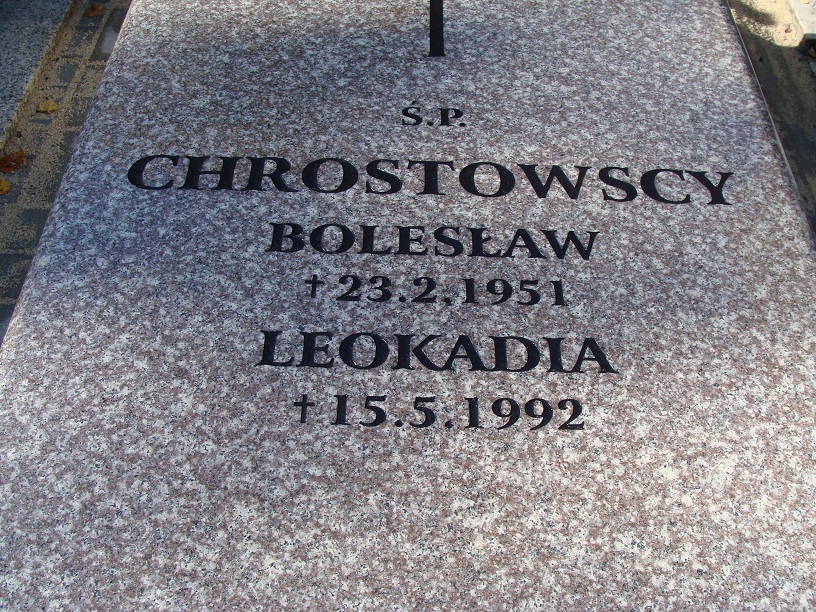 Ś.P.
CHROSTOWSCY
BOLESŁAW
†23.2.1951
LEOKADIA
†15.5.1992